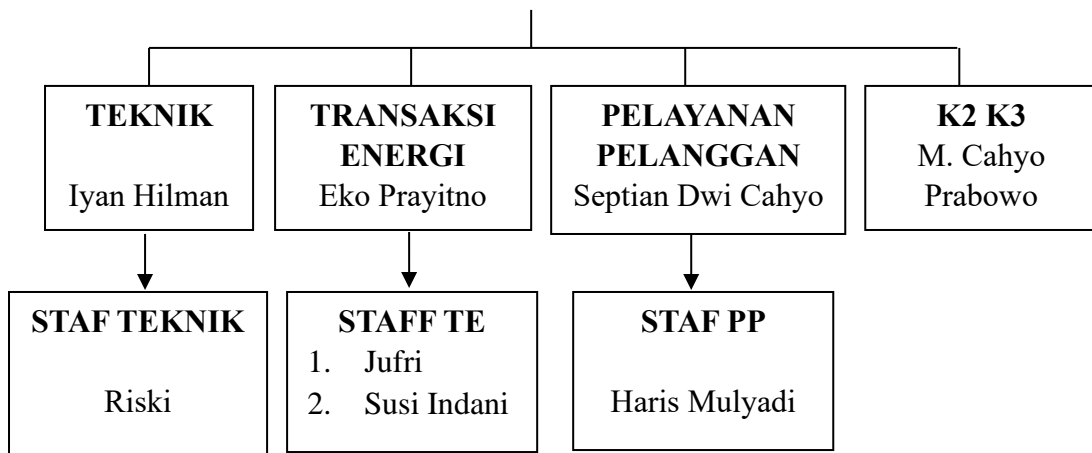 TEKNIK
Iyan Hilman
TRANSAKSI
ENERGI
Eko Prayitno
PELAYANAN
PELANGGAN
Septian Dwi Cahyo
K2 K3
M. Cahyo
Prabowo
STAF TEKNIK
Riski
STAFF TE
1. Jufri
2. Susi Indani
STAF PP
Haris Mulyadi